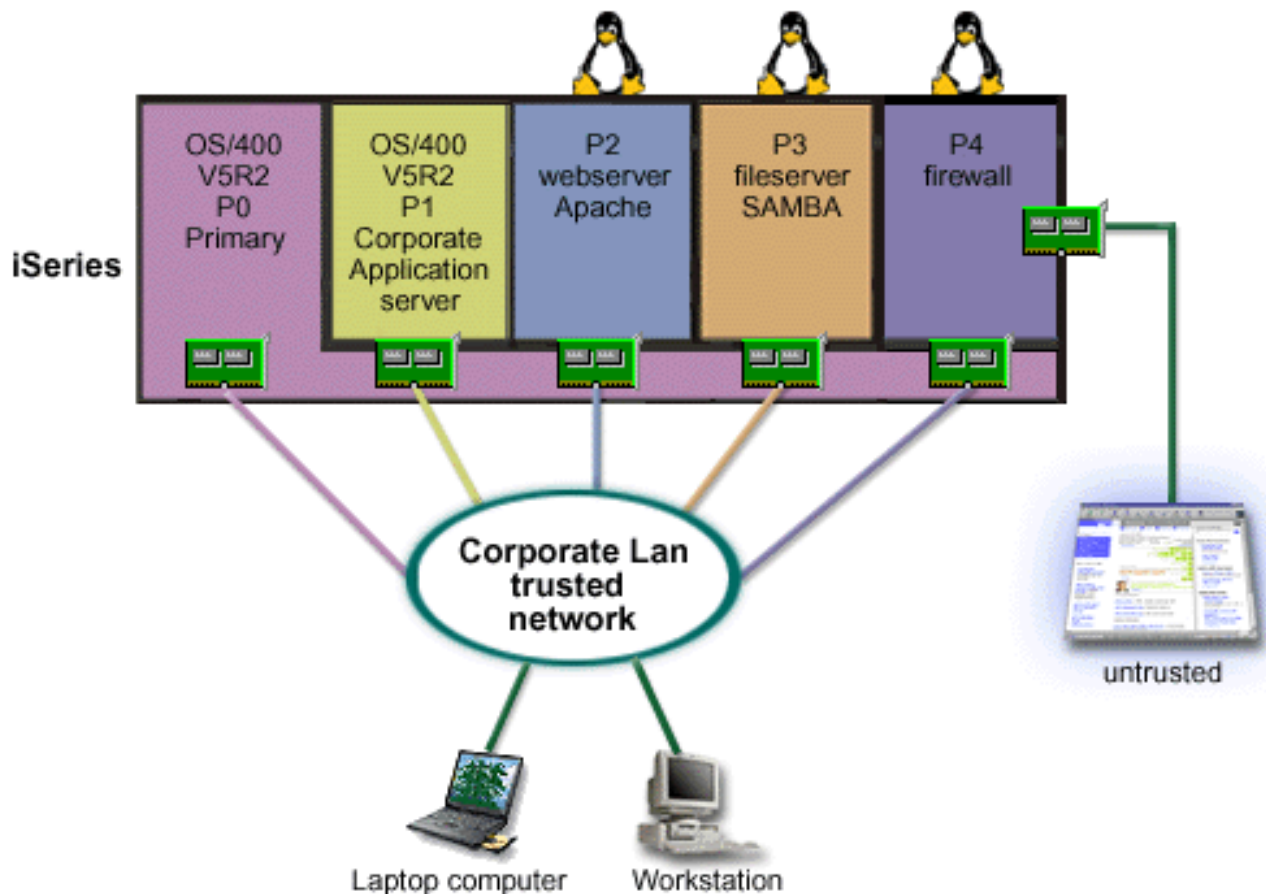 iSeries
OS/400
V5R2
P0
Primary
OS/400
V5R2
P1
Corporate
Application
server
P2
webserver
Apache
P3
fileserver
SAMBA
P4
firewall
Corporate Lan
trusted
network
untrusted
Laptop computer
Workstation